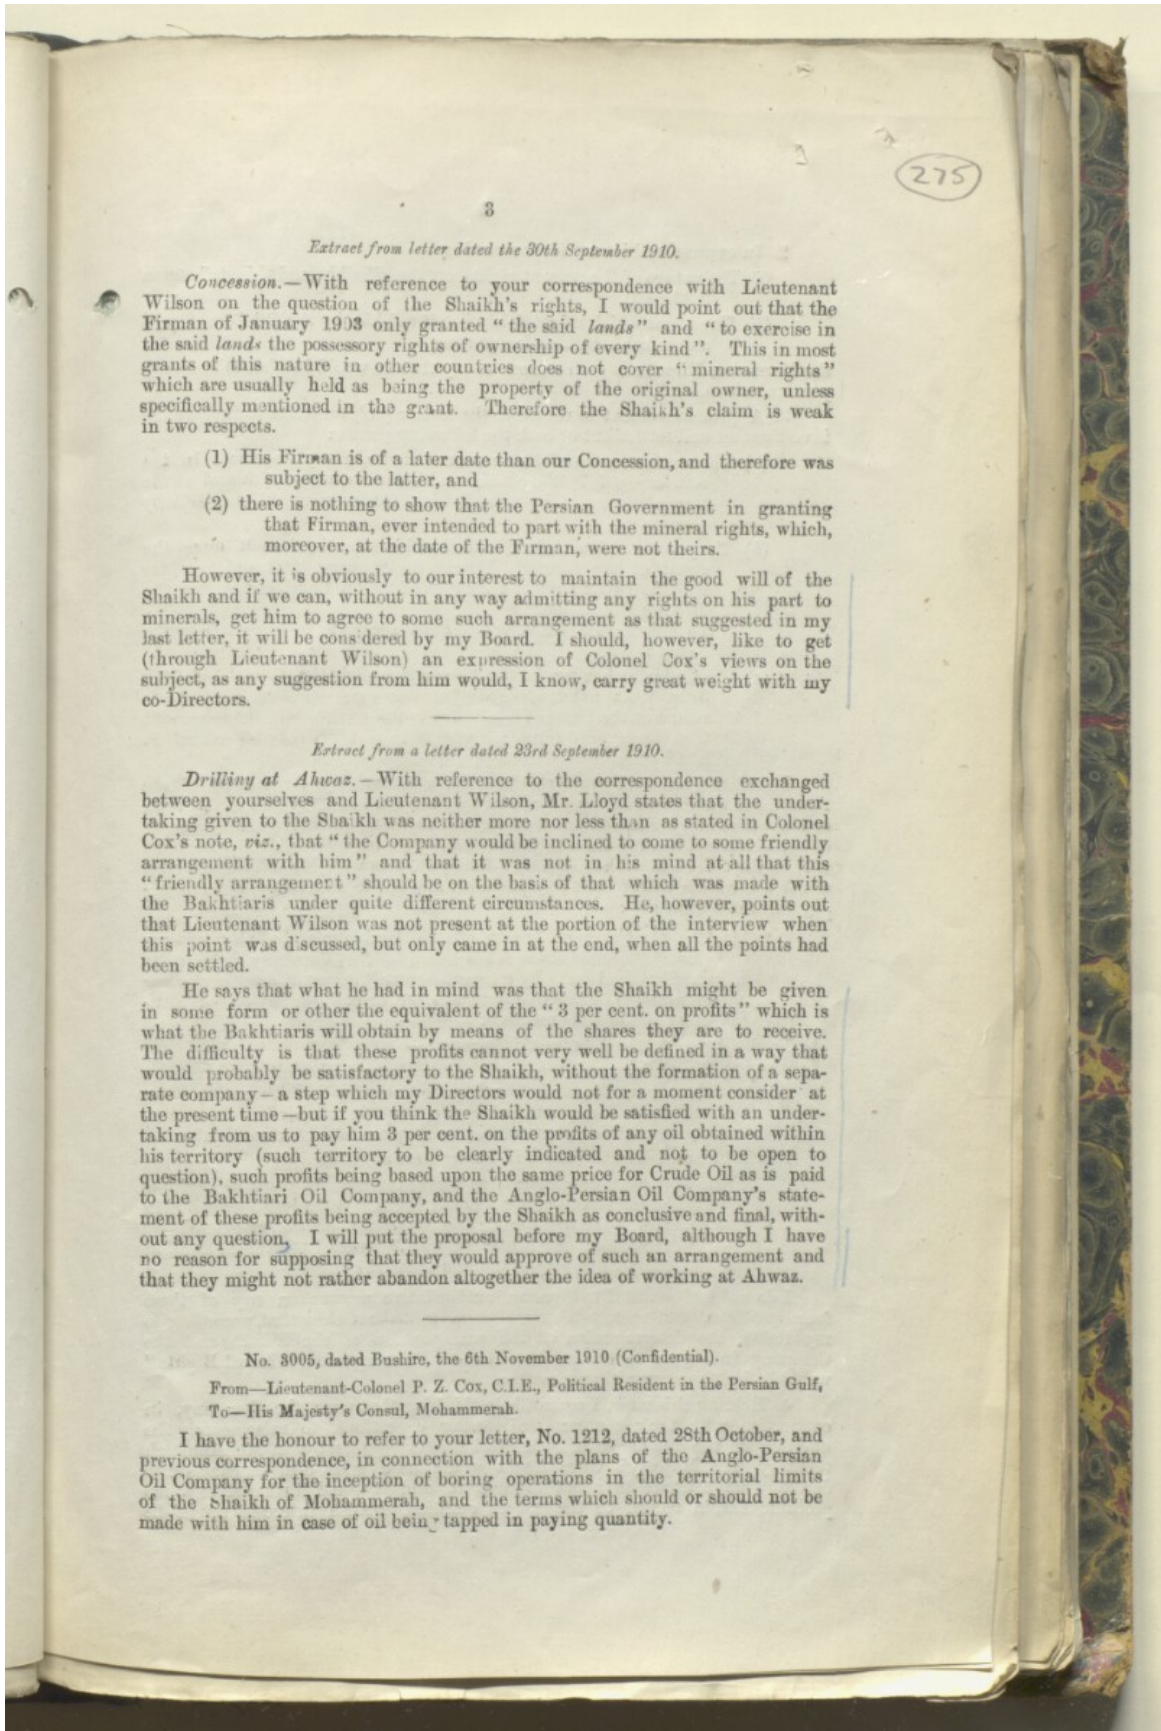 275
3
Extract from letter dated the 30th September 1910.
Concession.—With reference to your correspondence with Lieutenant
Wilson on the question of the Shaikh's rights, I would point out that the
Firman of January 1903 only granted "the said lands" and "to exercise in
the said lands the possessory rights of ownership of every kind". This in most
grants of this nature in other countries does not cover "mineral rights"
which are usually held as being the property of the original owner, unless
specifically mentioned in the grant. Therefore the Shaikh's claim is weak
in two respects.
(1) His Firman is of a later date than our Concession, and therefore was
subject to the latter, and
(2) there is nothing to show that the Persian Government in granting
that Firman, ever intended to part with the mineral rights, which,
moreover, at the date of the Firman, were not theirs.
However, it is obviously to our interest to maintain the good will of the
Shaikh and if we can, without in any way admitting any rights on his part to
minerals, get him to agree to some such arrangement as that suggested in my
last letter, it will be considered by my Board. I should, however, like to get
(through Lieutenant Wilson) an expression of Colonel Cox's views on the
subject, as any suggestion from him would, I know, carry great weight with my
co-Directors.
Extract from a letter dated 23rd September 1910.
Drilling at Ahwaz.—With reference to the correspondence exchanged
between yourselves and Lieutenant Wilson, Mr. Lloyd states that the under-
taking given to the Shaikh was neither more nor less than as stated in Colonel
Cox's note, viz., that "the Company would be inclined to come to some friendly
arrangement with him" and that it was not in his mind at all that this
"friendly arrangement" should be on the basis of that which was made with
the Bakhtiaris under quite different circumstances. He, however, points out
that Lieutenant Wilson was not present at the portion of the interview when
this point was discussed, but only came in at the end, when all the points had
been settled.
He says that what he had in mind was that the Shaikh might be given
in some form or other the equivalent of the "3 per cent. on profits" which is
what the Bakhtiaris will obtain by means of the shares they are to receive.
The difficulty is that these profits cannot very well be defined in a way that
would probably be satisfactory to the Shaikh, without the formation of a sepa-
rate company—a step which my Directors would not for a moment consider at
the present time—but if you think the Shaikh would be satisfied with an under-
taking from us to pay him 3 per cent. on the profits of any oil obtained within
his territory (such territory to be clearly indicated and not to be open to
question), such profits being based upon the same price for Crude Oil as is paid
to the Bakhtiari Oil Company, and the Anglo-Persian Oil Company's state-
ment of these profits being accepted by the Shaikh as conclusive and final, with-
out any question, I will put the proposal before my Board, although I have
no reason for supposing that they would approve of such an arrangement and
that they might not rather abandon altogether the idea of working at Ahwaz.
No. 3005, dated Bushire, the 6th November 1910 (Confidential).
From—Lieutenant-Colonel P. Z. Cox, C.I.E., Political Resident in the Persian Gulf,
To—His Majesty's Consul, Mohammerah.
I have the honour to refer to your letter, No. 1212, dated 28th October, and
previous correspondence, in connection with the plans of the Anglo-Persian
Oil Company for the inception of boring operations in the territorial limits
of the Shaikh of Mohammerah, and the terms which should or should not be
made with him in case of oil being tapped in paying quantity.